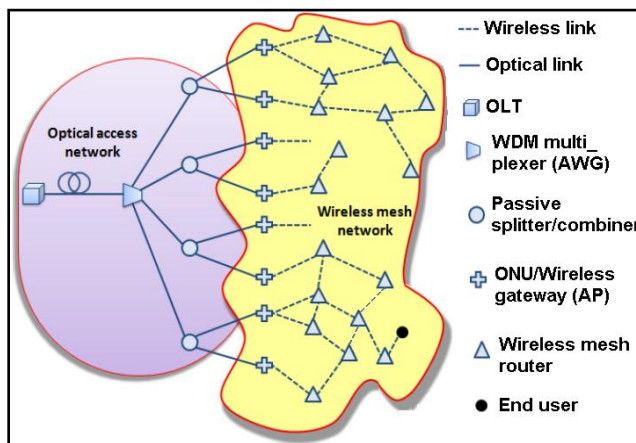 Optical access
network
Wireless mesh
network
Wireless link
Optical link
OLT
WDM multi_
plexer (AWG)
Passive
splitter/combiner
ONU/Wireless
gateway (AP)
Wireless mesh
router
End user